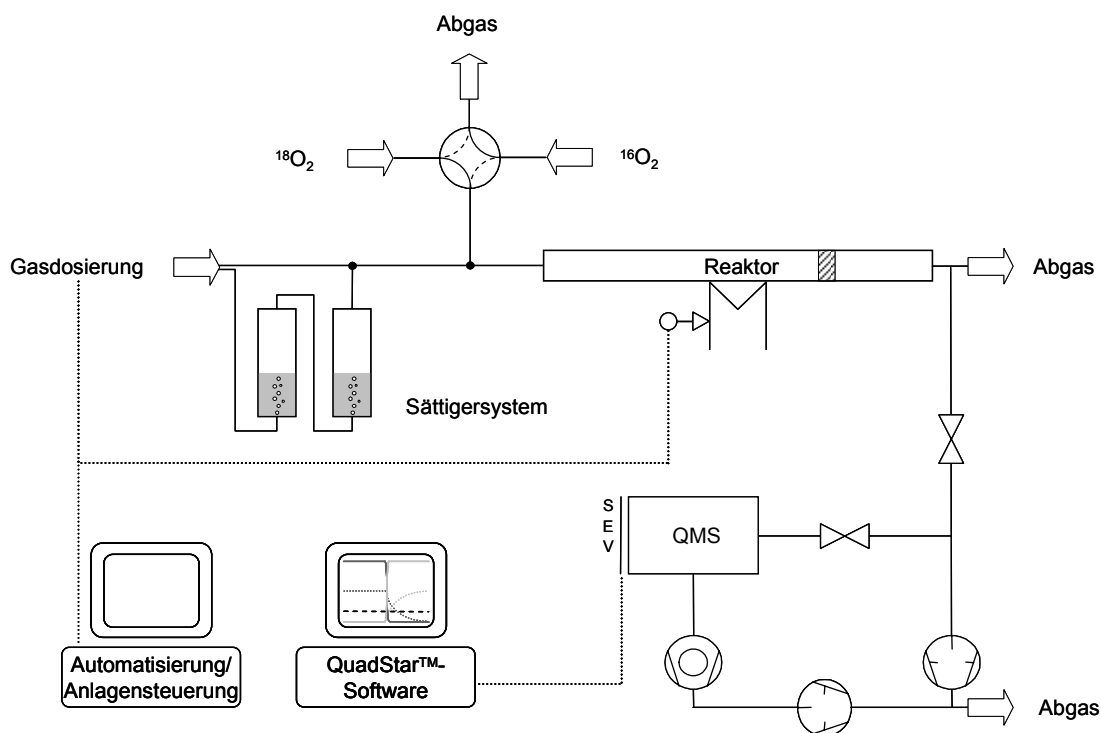 Abgas
¹⁸O₂
¹⁶O₂
Gasdosierung
Reaktor
Abgas
Sättigersystem
S
E
V
QMS
Automatisierung/
Anlagensteuerung
QuadStar™-
Software
Abgas